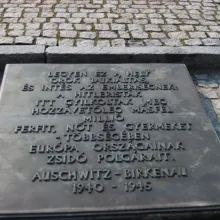 LEGYEN EZ A HELY
ÖRÖK
ÉS INTÉS AZ EMBERISÉGNEK:
A HITLERISTÁK
ITT GYILKOLTAK MEG
HOZZÁVETŐLEG MÁSFÉL
MILLIÓ
FÉRFIT, NŐT ÉS GYERMEKET
TÖBBSÉGÉBEN
EURÓPA ORSZÁGAINAK
ZSIDÓ POLGÁRAIT.
AUSCHWITZ-BIRKENAU
1940-1945